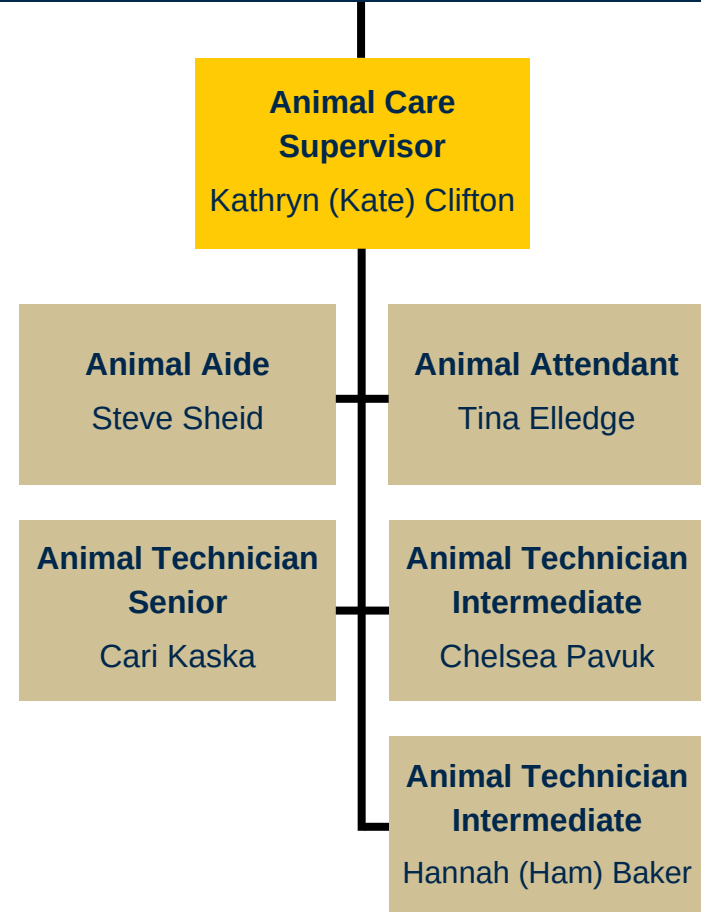 Animal Care
Supervisor
Kathryn (Kate) Clifton
Animal Aide
Steve Sheid
Animal Attendant
Tina Elledge
Animal Technician
Senior
Cari Kaska
Animal Technician
Intermediate
Chelsea Pavuk
Animal Technician
Intermediate
Hannah (Ham) Baker